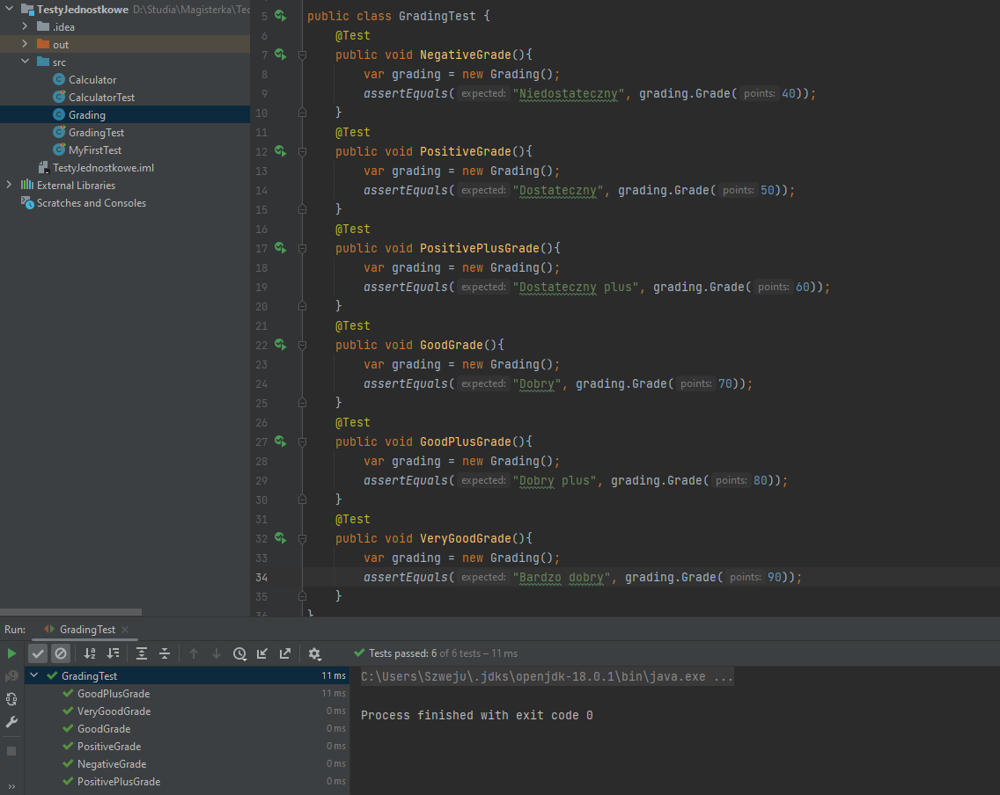 TestyJednostkowe D:\Studia\Magisterka\Tec
.idea
out
src
Calculator
CalculatorTest
Grading
GradingTest
MyFirstTest
TestyJednostkowe.iml
External Libraries
Scratches and Consoles
5 public class GradingTest {
6 @Test
7 public void NegativeGrade(){
8 var grading = new Grading();
9 assertEquals( expected: "Niedostateczny", grading.Grade( points: 40));
10 }
11 @Test
12 public void PositiveGrade(){
13 var grading = new Grading();
14 assertEquals( expected: "Dostateczny", grading.Grade( points: 50));
15 }
16 @Test
17 public void PositivePlusGrade(){
18 var grading = new Grading();
19 assertEquals( expected: "Dostateczny plus", grading.Grade( points: 60));
20 }
21 @Test
22 public void GoodGrade(){
23 var grading = new Grading();
24 assertEquals( expected: "Dobry", grading.Grade( points: 70));
25 }
26 @Test
27 public void GoodPlusGrade(){
28 var grading = new Grading();
29 assertEquals( expected: "Dobry plus", grading.Grade( points: 80));
30 }
31 @Test
32 public void VeryGoodGrade(){
33 var grading = new Grading();
34 assertEquals( expected: "Bardzo dobry", grading.Grade( points: 90));
35 }
36 }
Run: GradingTest
Tests passed: 6 of 6 tests – 11 ms
GradingTest 11 ms
GoodPlusGrade 11 ms
VeryGoodGrade 0 ms
GoodGrade 0 ms
PositiveGrade 0 ms
NegativeGrade 0 ms
PositivePlusGrade 0 ms
C:\Users\Szweju\.jdks\openjdk-18.0.1\bin\java.exe ...
Process finished with exit code 0